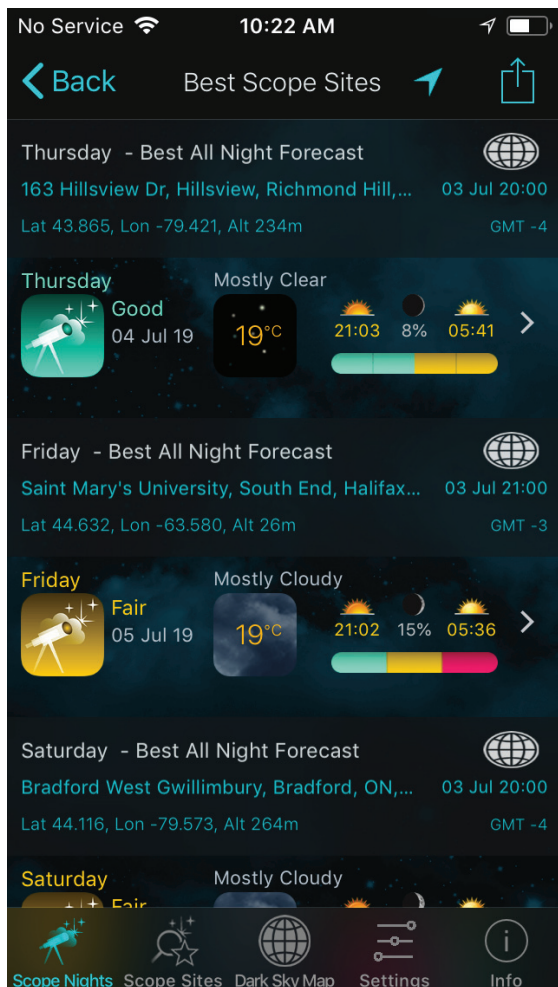 No Service 10:22 AM
Back Best Scope Sites
Thursday - Best All Night Forecast
163 Hillsview Dr, Hillsview, Richmond Hill,... 03 Jul 20:00
Lat 43.865, Lon -79.421, Alt 234m GMT -4
Thursday Mostly Clear
Good
04 Jul 19 19°C 21:03 8% 05:41
Friday - Best All Night Forecast
Saint Mary's University, South End, Halifax... 03 Jul 21:00
Lat 44.632, Lon -63.580, Alt 26m GMT -3
Friday Mostly Cloudy
Fair
05 Jul 19 19°C 21:02 15% 05:36
Saturday - Best All Night Forecast
Bradford West Gwillimbury, Bradford, ON,... 03 Jul 20:00
Lat 44.116, Lon -79.573, Alt 264m GMT -4
Saturday Mostly Cloudy
Fair
Scope Nights Scope Sites Dark Sky Map Settings Info